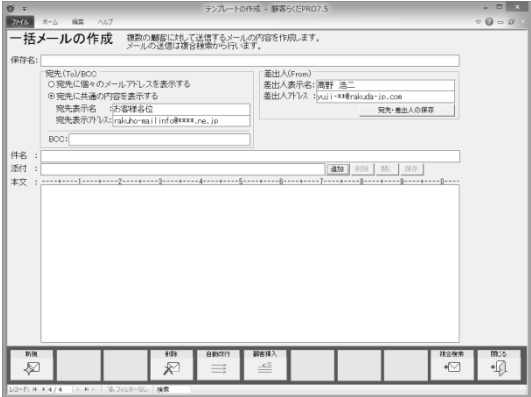 テンプレートの作成 - 顧客らくだPRO7.5
ファイル ホーム 編集 ヘルプ
一括メールの作成 複数の顧客に対して送信するメールの内容を作成します。
メールの送信は複合検索から行います。
保存名:
宛先(To)/BCC
宛先に個々のメールアドレスを表示する
宛先に共通の内容を表示する
宛先表示名 :お客様各位
宛先表示アドレス:rakuho-mailinfo@****.ne.jp
BCC:
差出人(From)
差出人表示名:高野 浩二
差出人アドレス :yuji-**@rakuda-jp.com
宛先・差出人の保存
件名 :
添付 : 追加 削除 開く 保存
本文 : ----+----1----+----2----+----3----+----4----+----5----+----6----+----7----+----8----+----9----+----0----
新規 削除 自動改行 顧客挿入 複合検索 閉じる
レコード: 4 / 4 フィルターなし 検索